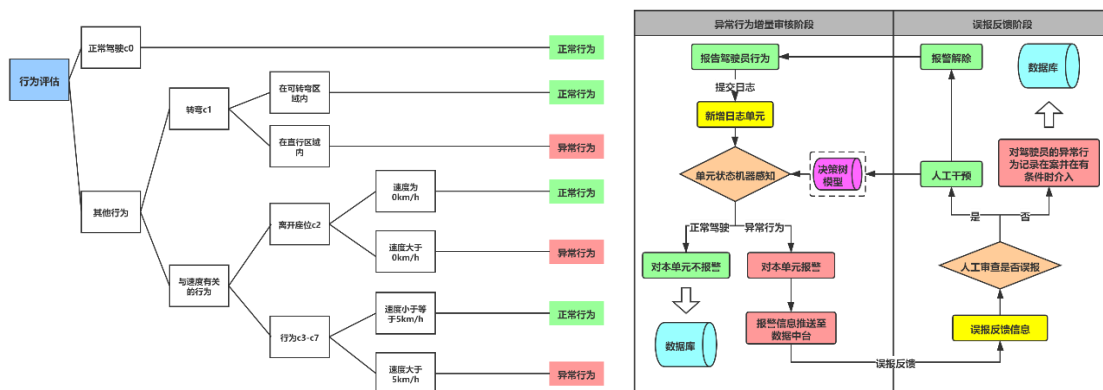 行为评估
正常驾驶c0
正常行为
其他行为
转弯c1
在可转弯区
域内
正常行为
在直行区域
内
异常行为
与速度有关
的行为
离开座位c2
速度为
0km/h
正常行为
速度大于
0km/h
异常行为
行为c3-c7
速度小于等
于5km/h
正常行为
速度大于
5km/h
异常行为
异常行为增量审核阶段
误报反馈阶段
报告驾驶员行为
提交日志
新增日志单元
单元状态机器感知
决策树
模型
正常驾驶
异常行为
对本单元不报警
对本单元报警
数据库
报警信息推送至
数据中台
误报反馈
报警解除
数据库
人工干预
对驾驶员的异常行
为记录在案并在有
条件时介入
是
否
人工审查是否误报
误报反馈信息